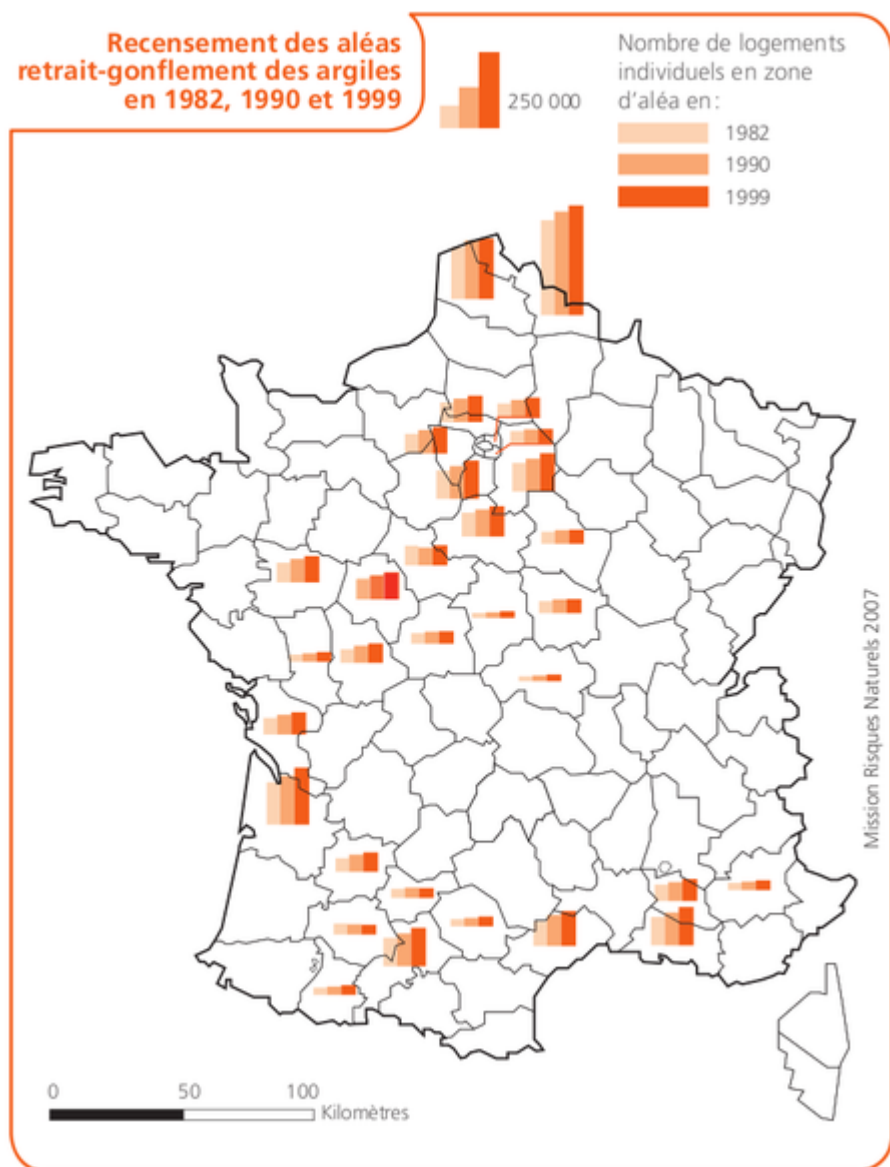 Recensement des aléas
retrait-gonflement des argiles
en 1982, 1990 et 1999
250 000
Nombre de logements
individuels en zone
d'aléa en :
1982
1990
1999
Mission Risques Naturels 2007
0 50 100
Kilomètres